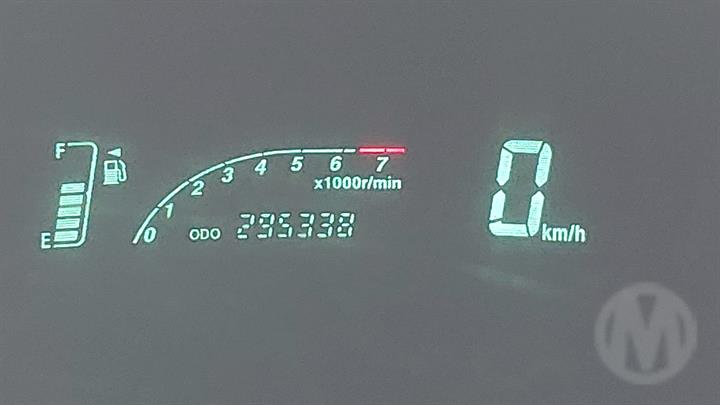 F
0 1 2 3 4 5 6 7
x1000r/min
E
ODO 295338
0 km/h
M